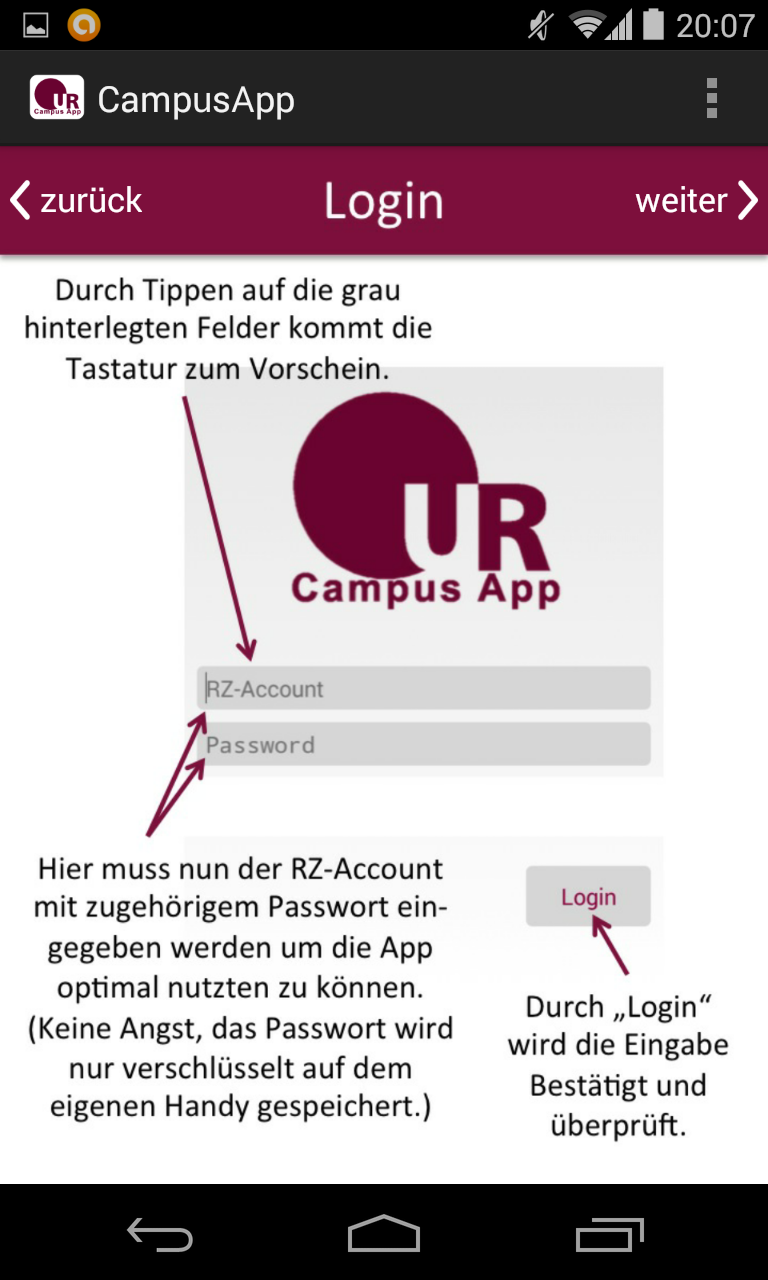 20:07
UR
Campus App
CampusApp
zurück
Login
weiter
Durch Tippen auf die grau
hinterlegten Felder kommt die
Tastatur zum Vorschein.
UR
Campus App
RZ-Account
Password
Hier muss nun der RZ-Account
mit zugehörigem Passwort ein-
gegeben werden um die App
optimal nutzten zu können.
(Keine Angst, das Passwort wird
nur verschlüsselt auf dem
eigenen Handy gespeichert.)
Login
Durch „Login“
wird die Eingabe
Bestätigt und
überprüft.